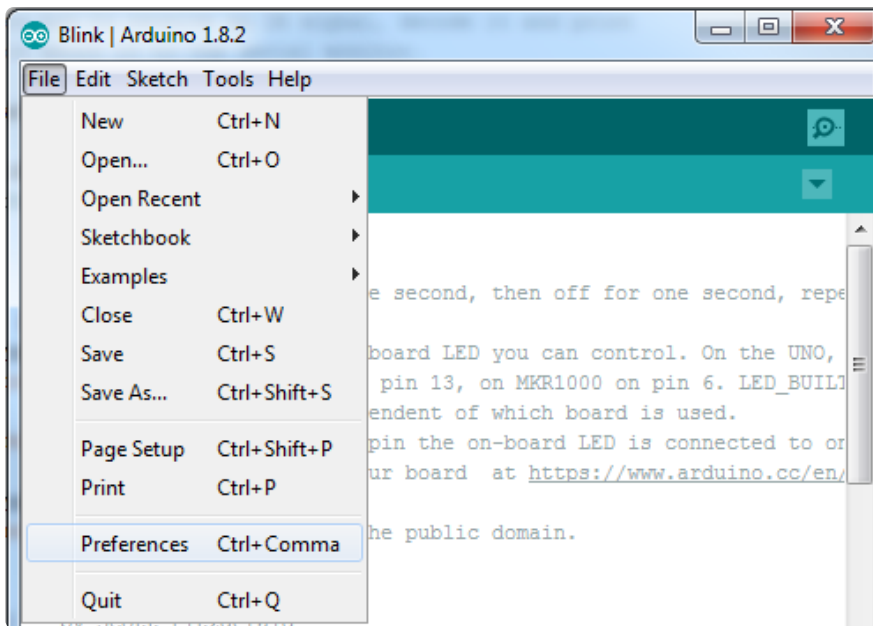 Blink | Arduino 1.8.2
File Edit Sketch Tools Help
New Ctrl+N
Open... Ctrl+O
Open Recent
Sketchbook
Examples
Close Ctrl+W
Save Ctrl+S
Save As... Ctrl+Shift+S
Page Setup Ctrl+Shift+P
Print Ctrl+P
Preferences Ctrl+Comma
Quit Ctrl+Q
e second, then off for one second, repe
board LED you can control. On the UNO,
pin 13, on MKR1000 on pin 6. LED_BUILT
endent of which board is used.
pin the on-board LED is connected to on
ur board at https://www.arduino.cc/en/
he public domain.